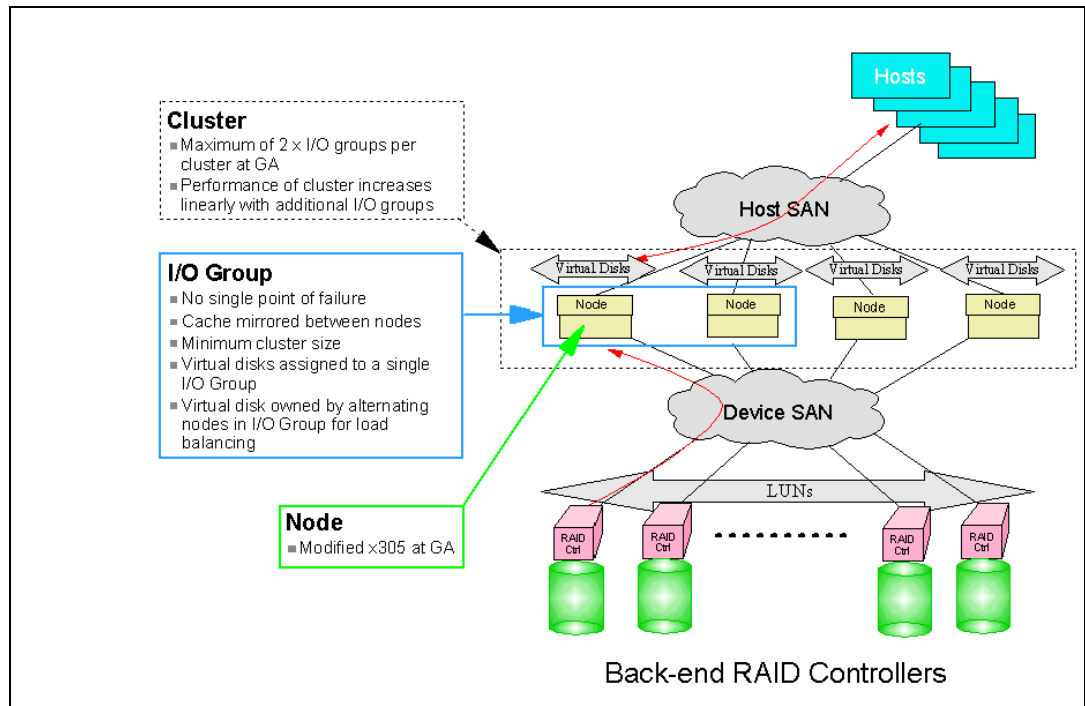 Hosts
Cluster
Maximum of 2 x I/O groups per
cluster at GA
Performance of cluster increases
linearly with additional I/O groups
Host SAN
I/O Group
No single point of failure
Cache mirrored between nodes
Minimum cluster size
Virtual disks assigned to a single
I/O Group
Virtual disk owned by alternating
nodes in I/O Group for load
balancing
Virtual Disks
Virtual Disks
Virtual Disks
Virtual Disks
Node
Node
Node
Node
Device SAN
LUNs
Node
Modified x305 at GA
RAID
Ctrl
RAID
Ctrl
RAID
Ctrl
RAID
Ctrl
Back-end RAID Controllers